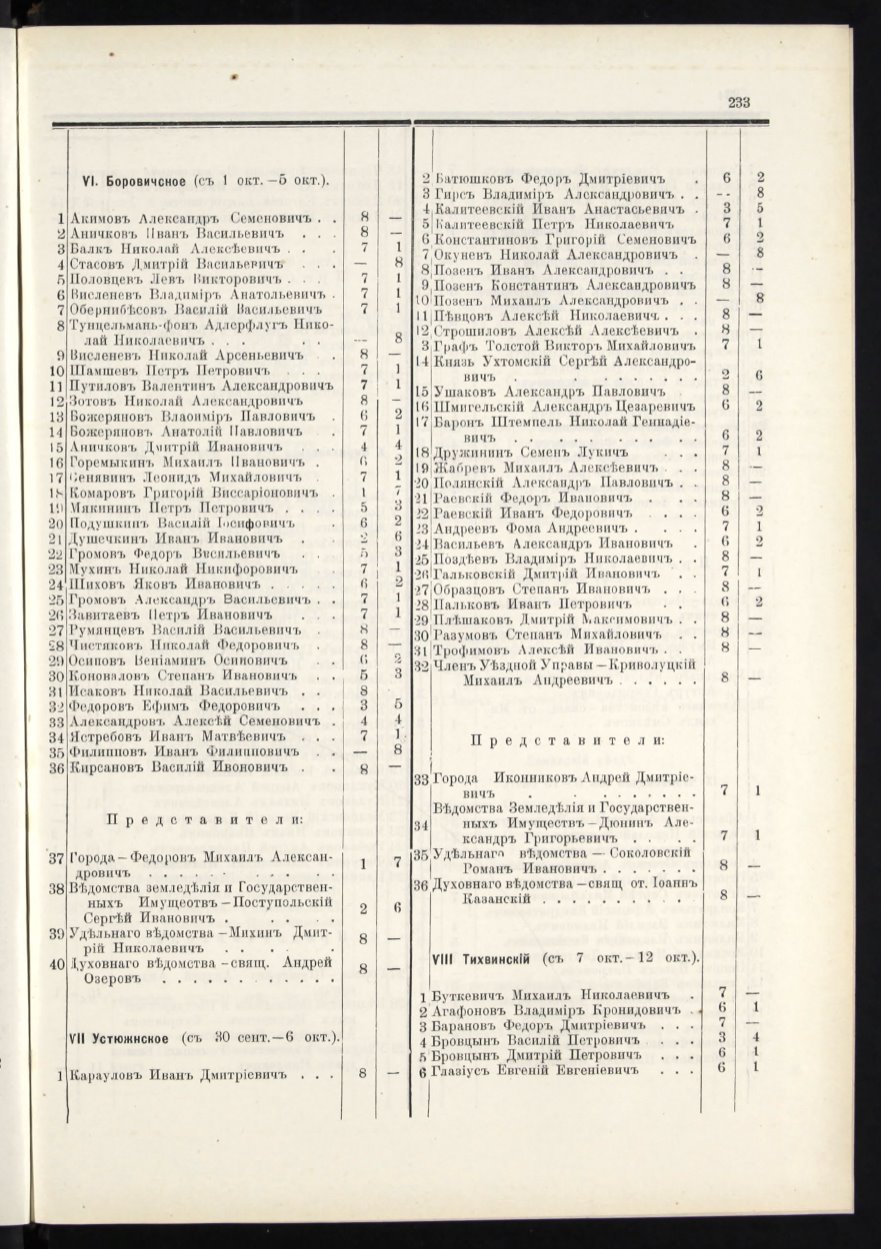 233
VI. Боровичсное (съ 1 окт. –5 окт.).
1 Акимовъ Александръ Семеновичъ . . 8 —
2 Аничковъ Иванъ Васильевичъ . . . 8 —
3 Балкъ Николай Алексѣевичъ . . . 7 1
4 Стасовъ Дмитрій Васильевичъ . . . — 8
5 Половцевъ Левъ Викторовичъ . . . 7 1
6 Висленевъ Владиміръ Анатольевичъ . 7 1
7 Обернибѣсовъ Василій Васильевичъ 7 1
8 Тунцельманъ-фонъ Адлерфлугъ Нико-
лай Николаевичъ . . . . . — 8
9 Висленевъ Николай Арсеньевичъ . 8 —
10 Шамшевъ Петръ Петровичъ . . . 7 1
11 Путиловъ Валентинъ Александровичъ 7 1
12 Зотовъ Николай Александровичъ . 8 —
13 Божеряновъ Влаоиміръ Павловичъ . 6 2
14 Божеряновъ Анатолій Павловичъ . 7 1
15 Аничковъ Дмитрій Ивановичъ . . . 4 4
16 Горемыкинъ Михаилъ Ивановичъ . 6 2
17 Сенявинъ Леонидъ Михайловичъ . 7 1
18 Комаровъ Григорій Виссаріоновичъ . 1 7
19 Мякининъ Петръ Петровичъ . . . . 5 3
20 Подушкинъ Василій Іосифовичъ . 6 2
21 Душечкинъ Иванъ Ивановичъ . . 2 6
22 Громовъ Федоръ Васильевичъ . . 5 3
23 Мухинъ Николай Никифоровичъ . 7 1
24 Шиховъ Яковъ Ивановичъ . . . . 6 2
25 Громовъ Александръ Васильевичъ . . 7 1
26 Завитаевъ Петръ Ивановичъ . . . 7 1
27 Румянцевъ Василій Васильевичъ . 8 —
28 Чистяковъ Николай Федоровичъ . 8 —
29 Осиповъ Веніаминъ Осиповичъ . . 6 2
30 Коноваловъ Степанъ Ивановичъ . . 5 3
31 Исаковъ Николай Васильевичъ . . 8
32 Федоровъ Ефимъ Федоровичъ . . . 3 5
33 Александровъ Алексѣй Семеновичъ . 4 4
34 Ястребовъ Иванъ Матвѣевичъ . . . 7 1
35 Филипповъ Иванъ Филипповичъ . . — 8
36 Кирсановъ Василій Ивоновичъ . . 8 —
Представители:
37 Города – Федоровъ Михаилъ Алексан-
дровичъ . . . . . . . . . . 1 7
38 Вѣдомства земледѣлія и Государствен-
ныхъ Имуществъ – Поступольскій
Сергѣй Ивановичъ . . . . . 2 6
39 Удѣльнаго вѣдомства – Михинъ Дмит-
рій Николаевичъ . . . . . 8 —
40 Духовнаго вѣдомства – свящ. Андрей
Озеровъ . . . . . . . . . . . . 8 —
VII Устюжнское (съ 30 сент.—6 окт.).
1 Карауловъ Иванъ Дмитріевичъ . . . 8 —
2 Батюшковъ Федоръ Дмитріевичъ . 6 2
3 Гирсъ Владиміръ Александровичъ . . -- 8
4 Калитеевскій Иванъ Анастасьевичъ . 3 5
5 Калитеевскій Петръ Николаевичъ 7 1
6 Константиновъ Григорій Семеновичъ 6 2
7 Окуневъ Николай Александровичъ . — 8
8 Позенъ Иванъ Александровичъ . . 8 —
9 Позенъ Константинъ Александровичъ 8 —
10 Позенъ Михаилъ Александровичъ . . — 8
11 Пѣвцовъ Алексѣй Николаевичъ . . . 8 —
12 Строшиловъ Алексѣй Алексѣевичъ . 8 —
3 Графъ Толстой Викторъ Михайловичъ 7 1
14 Князь Ухтомскій Сергѣй Александро-
вичъ . . . . . . . . . 2 6
15 Ушаковъ Александръ Павловичъ 8 —
16 Шмигельскій Александръ Цезаревичъ 6 2
17 Баронъ Штемпель Николай Геннадіе-
вичъ . . . . . . . . . . 6 2
18 Дружининъ Семенъ Лукичъ . . . 7 1
19 Жабревъ Михаилъ Алексѣевичъ . . . 8 —
20 Полянскій Александръ Павловичъ . . 8 —
21 Раевскій Федоръ Ивановичъ . . . 8 —
22 Раевскій Иванъ Федоровичъ . . . . 6 2
23 Андреевъ Фома Андреевичъ . . . . 7 1
24 Васильевъ Александръ Ивановичъ . 6 2
25 Поздѣевъ Владиміръ Николаевичъ . . 8 —
26 Гальковскій Дмитрій Ивановичъ . . 7 1
27 Образцовъ Степанъ Ивановичъ . . . 8 —
28 Пальковъ Иванъ Петровичъ . . 6 2
29 Плѣшаковъ Дмитрій Максимовичъ . . 8 —
30 Разумовъ Степанъ Михайловичъ . . 8 —
31 Трофимовъ Алексѣй Ивановичъ . . 8 —
32 Членъ Уѣздной Управы – Криволуцкій
Михаилъ Андреевичъ . . . . . . 8 —
Представители:
33 Города Иконниковъ Андрей Дмитріе-
вичъ . . . . . . . . . 7 1
Вѣдомства Земледѣлія и Государствен-
34 ныхъ Имуществъ – Дюнинъ Але-
ксандръ Григорьевичъ . . . . 7 1
35 Удѣльнаго вѣдомства — Соколовскій
Романъ Ивановичъ . . . . . . . 8 —
36 Духовнаго вѣдомства – свящ от. Іоаннъ
Казанскій . . . . . . . . . . 8 —
VIII Тихвинскій (съ 7 окт.–12 окт.).
1 Буткевичъ Михаилъ Николаевичъ . 7 —
2 Агафоновъ Владиміръ Кронидовичъ . . 6 1
3 Барановъ Федоръ Дмитріевичъ . . . 7 —
4 Бровцынъ Василій Петровичъ . . . 3 4
5 Бровцынъ Дмитрій Петровичъ . . . 6 1
6 Глазіусъ Евгеній Евгеніевичъ . . . 6 1